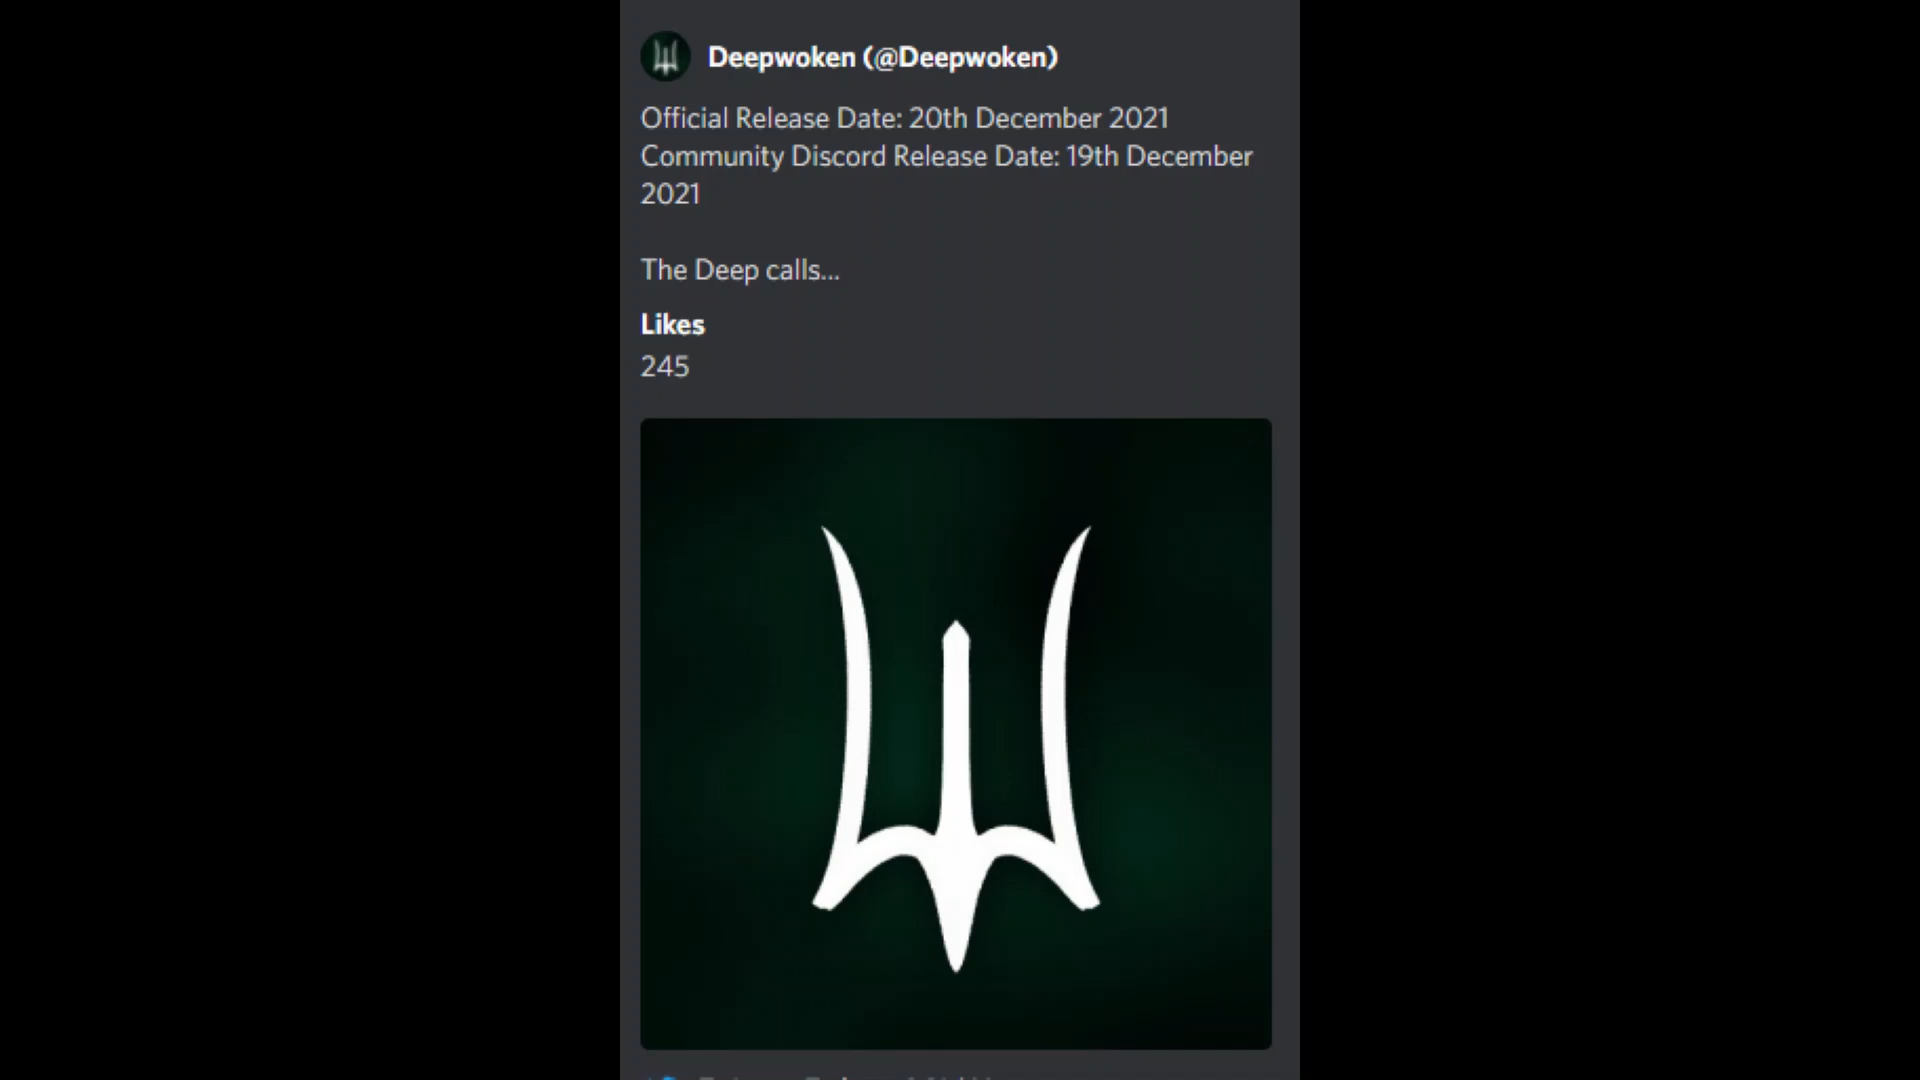 Deepwoken (@Deepwoken)
Official Release Date: 20th December 2021
Community Discord Release Date: 19th December
2021
The Deep calls...
Likes
245